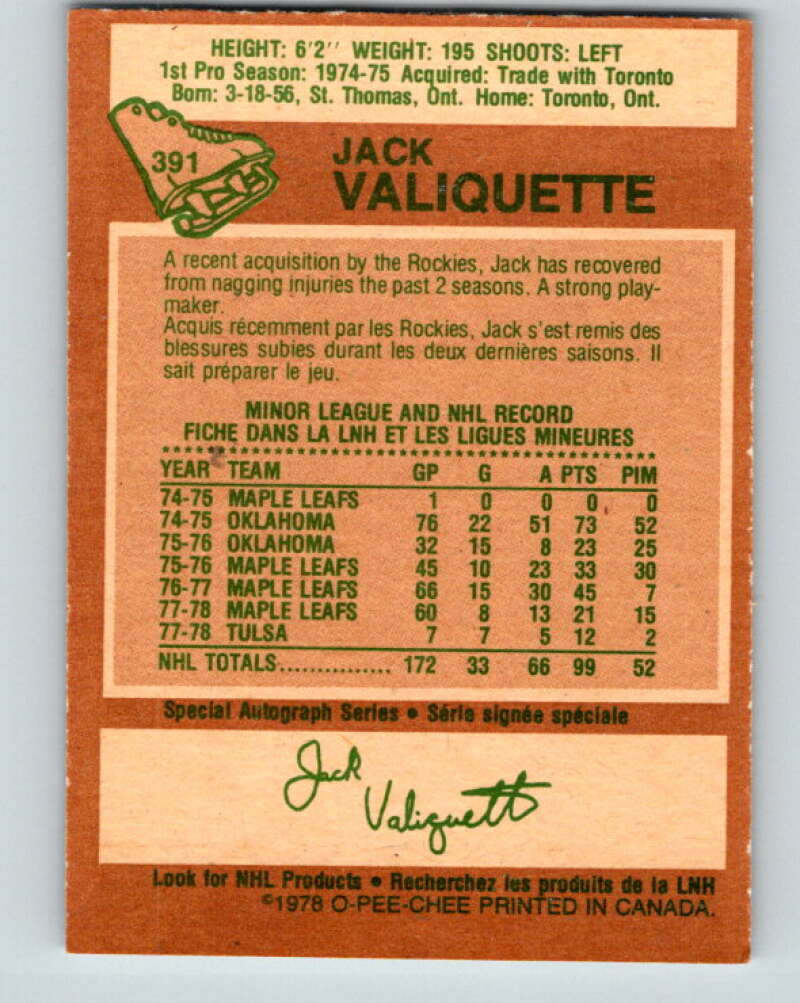 HEIGHT: 6'2'' WEIGHT: 195 SHOOTS: LEFT
1st Pro Season: 1974-75 Acquired: Trade with Toronto
Born: 3-18-56, St. Thomas, Ont. Home: Toronto, Ont.
391
JACK
VALIQUETTE
A recent acquisition by the Rockies, Jack has recovered
from nagging injuries the past 2 seasons. A strong play-
maker.
Acquis récemment par les Rockies, Jack s'est remis des
blessures subies durant les deux dernières saisons. Il
sait préparer le jeu.
MINOR LEAGUE AND NHL RECORD
FICHE DANS LA LNH ET LES LIGUES MINEURES
YEAR TEAM GP G A PTS PIM
74-75 MAPLE LEAFS 1 0 0 0 0
74-75 OKLAHOMA 76 22 51 73 52
75-76 OKLAHOMA 32 15 8 23 25
75-76 MAPLE LEAFS 45 10 23 33 30
76-77 MAPLE LEAFS 66 15 30 45 7
77-78 MAPLE LEAFS 60 8 13 21 15
77-78 TULSA 7 7 5 12 2
NHL TOTALS............... 172 33 66 99 52
Special Autograph Series • Série signée spéciale
Jack
Valiquette
Look for NHL Products • Recherchez les produits de la LNH
©1978 O-PEE-CHEE PRINTED IN CANADA.